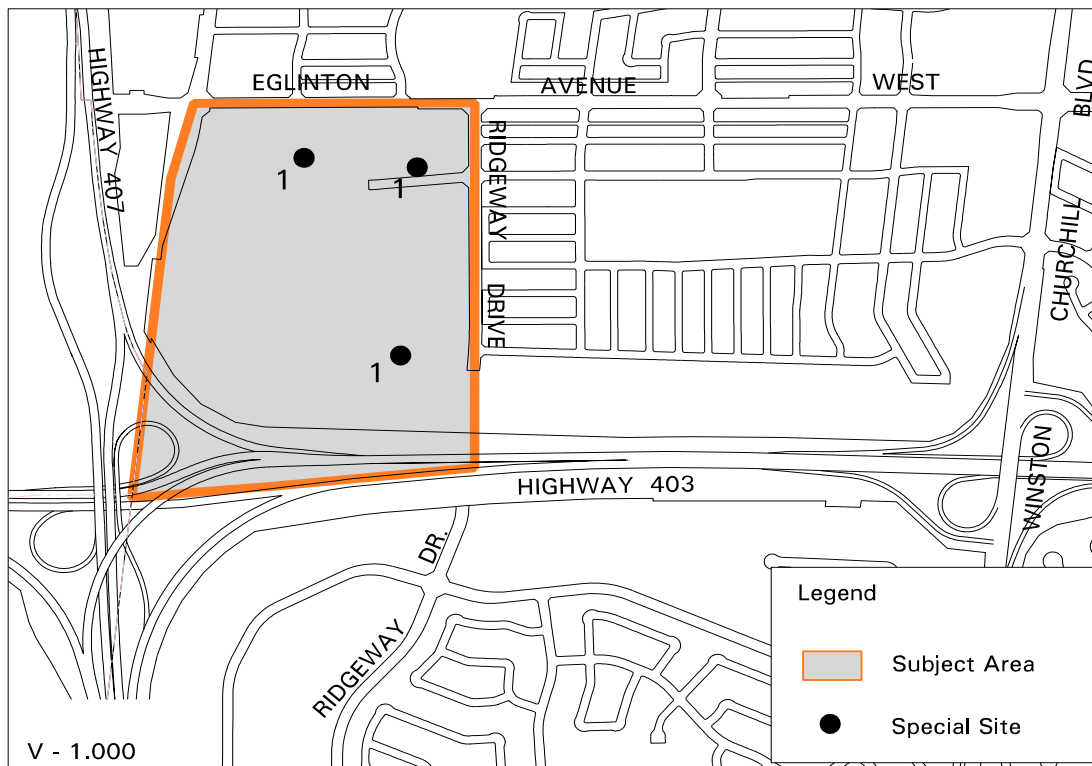 EGLINTON AVENUE WEST
HIGHWAY 407
RIDGEWAY DRIVE
BLVD
CHURCHILL
WINSTON
1
1
1
HIGHWAY 403
RIDGEWAY DR.
Legend
Subject Area
Special Site
V - 1.000